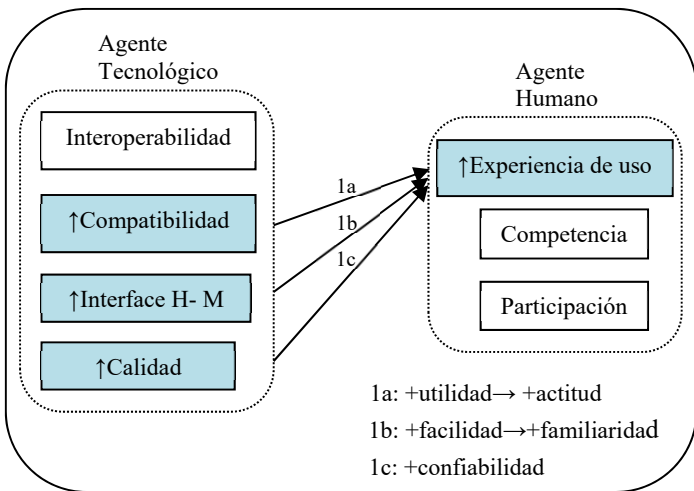 Agente
Tecnológico
Interoperabilidad
↑Compatibilidad
↑Interface H- M
↑Calidad
1a
1b
1c
Agente
Humano
↑Experiencia de uso
Competencia
Participación
1a: +utilidad→ +actitud
1b: +facilidad→+familiaridad
1c: +confiabilidad